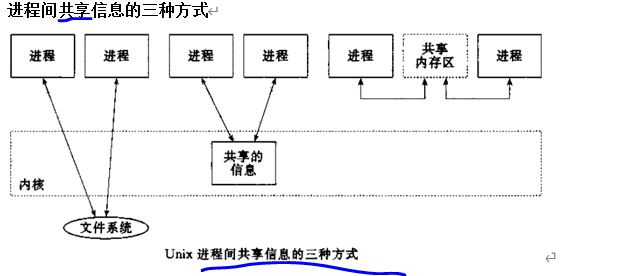 进程间共享信息的三种方式
进程 进程 进程 进程 进程 共享 进程
内存区
共享的
信息
内核
文件系统
Unix 进程间共享信息的三种方式